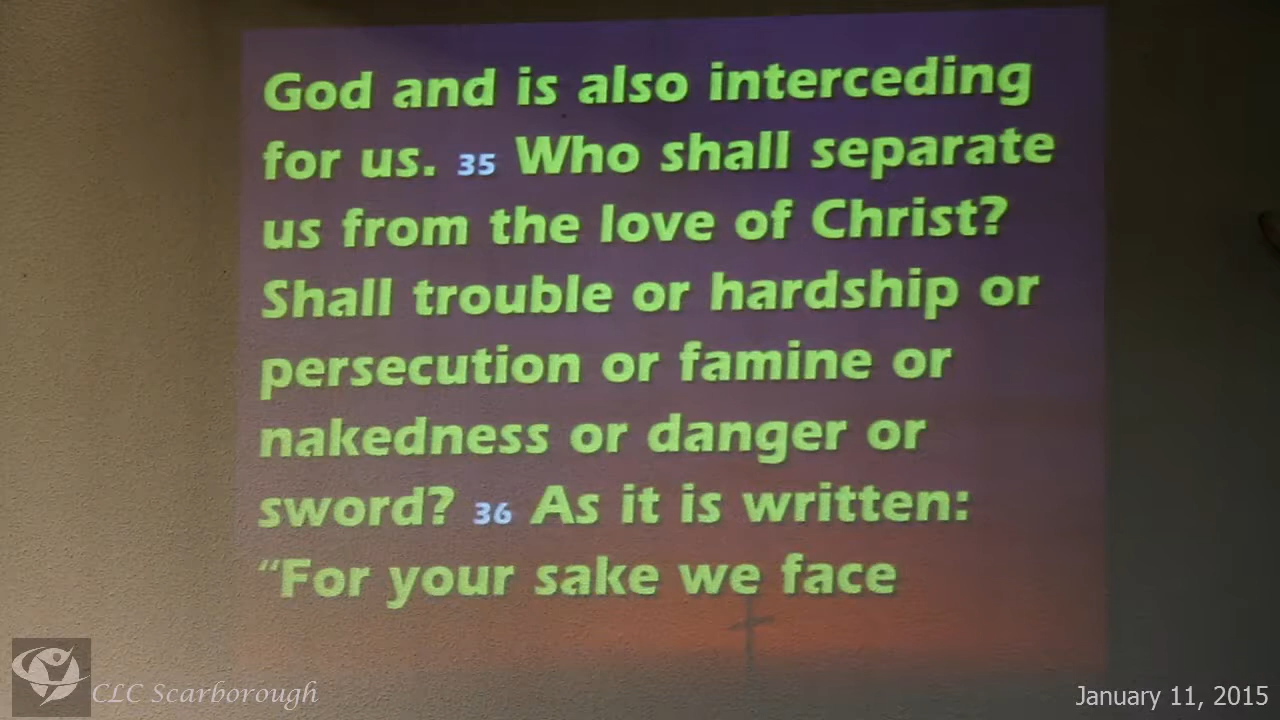 God and is also interceding
for us. 35 Who shall separate
us from the love of Christ?
Shall trouble or hardship or
persecution or famine or
nakedness or danger or
sword? 36 As it is written:
“For your sake we face
CLC Scarborough
January 11, 2015